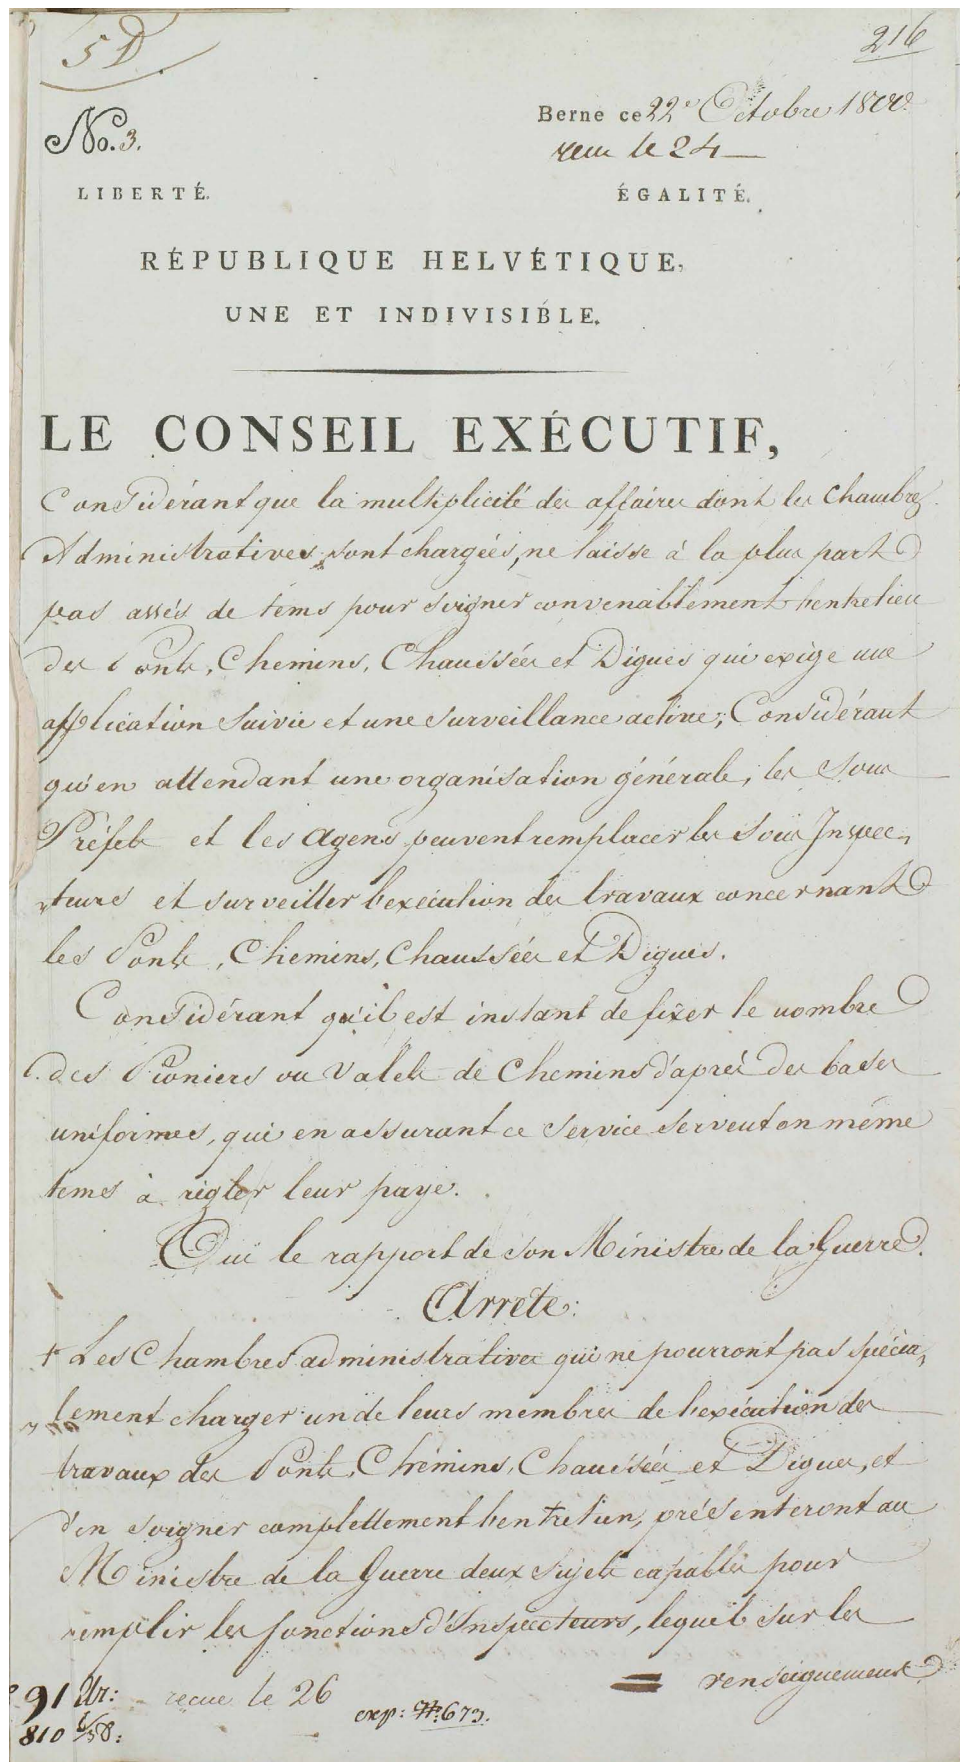 5 D.
216
No. 3.
Berne ce 22e Octobre 1800.
reçu le 24
LIBERTÉ.
ÉGALITÉ.
RÉPUBLIQUE HELVÉTIQUE,
UNE ET INDIVISIBLE.
LE CONSEIL EXÉCUTIF,
Considérant que la multiplicité des affaires dont les Chambres
Administratives sont chargées, ne laisse à la plus part
pas assés de tems pour soigner convenablement l'entretien
des Ponts, Chemins, Chaussées et Digues qui exige une
application suivie et une surveillance active; Considérant
qu'en attendant une organisation générale, les Sous
Préfets et les Agens peuvent remplacer les Sous Inspec-
teurs et surveiller l'exécution des travaux concernant
les Ponts, Chemins, Chaussées et Digues.
Considérant qu'il est instant de fixer le nombre
des Pioniers ou Valets de Chemins d'après des bases
uniformes, qui en assurant ce service servent en même
tems à régler leur paye.
Ouï le rapport de son Ministre de la Guerre.
Arrete:
1 Les Chambres administratives qui ne pourront pas spécia-
lement charger un de leurs membres de l'exécution des
travaux des Ponts, Chémins, Chaussées et Digues, et
d'en soigner complettement l'entretien, présenteront au
Ministre de la Guerre deux sujets capables pour
remplir les fonctions d'Inspecteurs, lequel sur les
= renseignemens
91 reçue le 26
810
exp: N. 673.